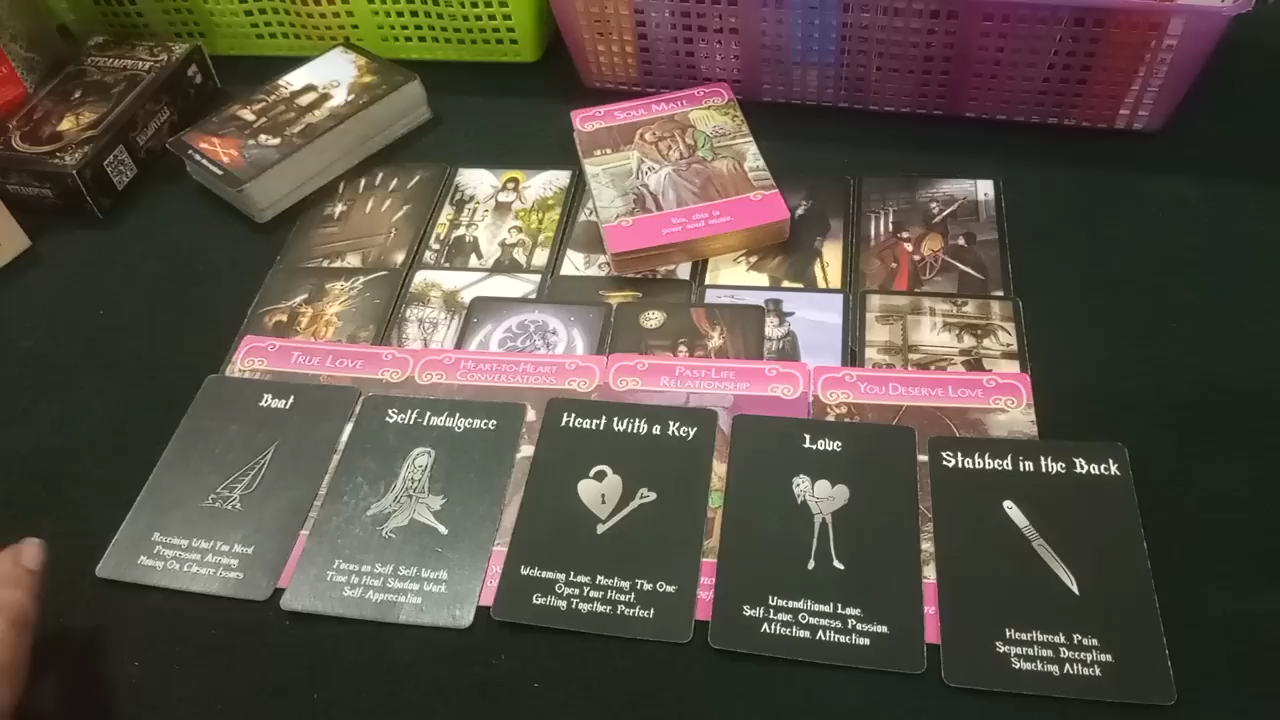 STEAMPUNK
STEAMPUNK
SOUL MATE
Yes, this is
your soul mate.
TRUE LOVE
HEART-TO-HEART
CONVERSATIONS
PAST-LIFE
RELATIONSHIP
YOU DESERVE LOVE
Boat
Receiving What You Need
Progression, Arriving
Moving On, Closure Issues
Self-Indulgence
Focus on Self, Self-Worth
Time to Heal Shadow Work,
Self-Appreciation
Heart With a Key
Welcoming Love, Meeting 'The One'
Open Your Heart,
Getting Together, Perfect
Love
Unconditional Love,
Self-Love, Oneness, Passion,
Affection, Attraction
Stabbed in the Back
Heartbreak, Pain,
Separation, Deception,
Shocking Attack